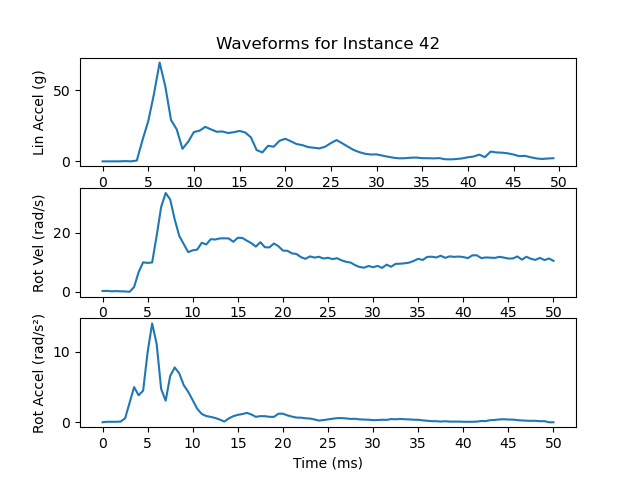 Waveforms for Instance 42
Lin Accel (g)
50
0
0 5 10 15 20 25 30 35 40 45 50
Rot Vel (rad/s)
20
0
0 5 10 15 20 25 30 35 40 45 50
Rot Accel (rad/s²)
10
0
0 5 10 15 20 25 30 35 40 45 50
Time (ms)